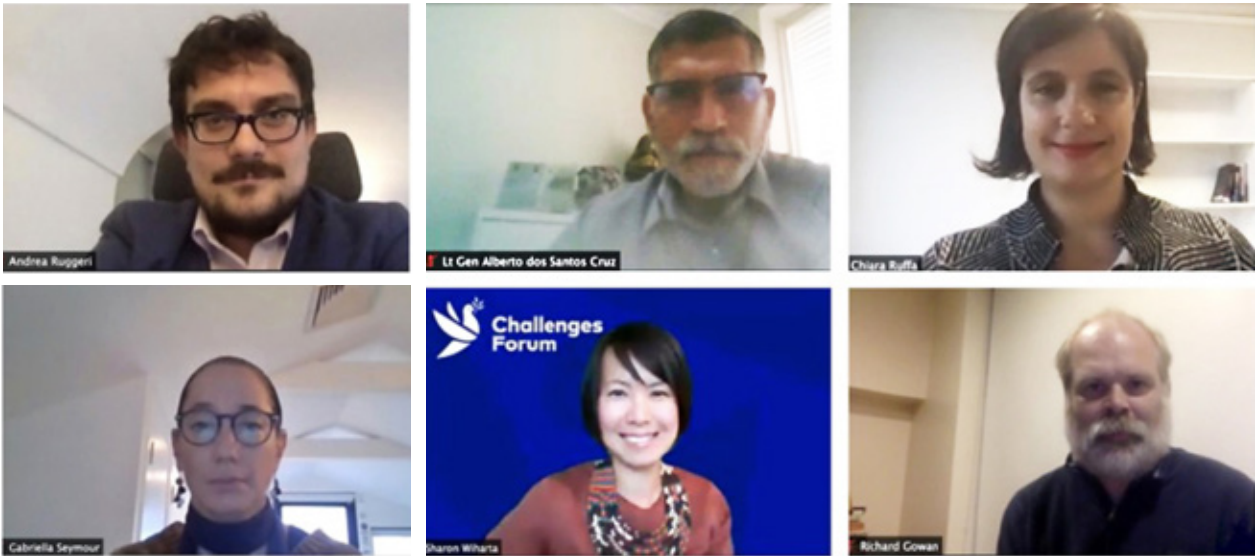 Andrea Ruggeri
Lt Gen Alberto dos Santos Cruz
Chiara Ruffa
Gabriella Seymour
Challenges
Forum
Sharon Wiharta
Richard Gowan